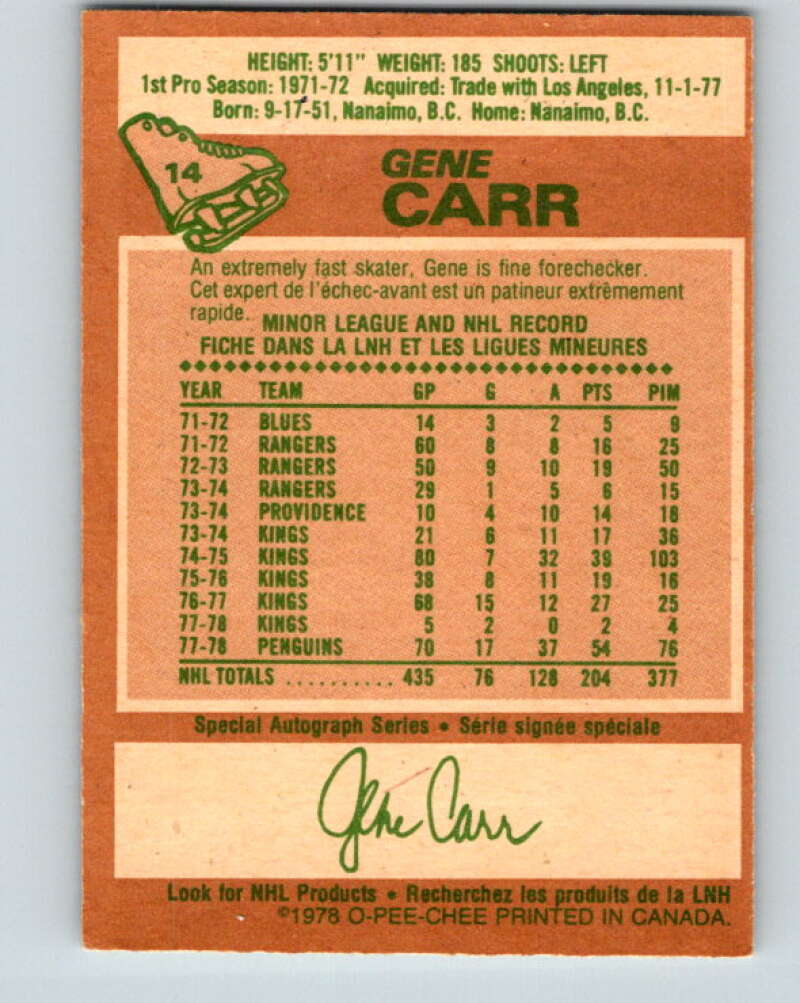 HEIGHT: 5'11" WEIGHT: 185 SHOOTS: LEFT
1st Pro Season: 1971-72 Acquired: Trade with Los Angeles, 11-1-77
Born: 9-17-51, Nanaimo, B.C. Home: Nanaimo, B.C.
14
GENE
CARR
An extremely fast skater, Gene is fine forechecker.
Cet expert de l'échec-avant est un patineur extrêmement
rapide.
MINOR LEAGUE AND NHL RECORD
FICHE DANS LA LNH ET LES LIGUES MINEURES
YEAR TEAM GP G A PTS PIM
71-72 BLUES 14 3 2 5 9
71-72 RANGERS 60 8 8 16 25
72-73 RANGERS 50 9 10 19 50
73-74 RANGERS 29 1 5 6 15
73-74 PROVIDENCE 10 4 10 14 18
73-74 KINGS 21 6 11 17 36
74-75 KINGS 80 7 32 39 103
75-76 KINGS 38 8 11 19 16
76-77 KINGS 68 15 12 27 25
77-78 KINGS 5 2 0 2 4
77-78 PENGUINS 70 17 37 54 76
NHL TOTALS .......... 435 76 128 204 377
Special Autograph Series • Série signée spéciale
Gene Carr
Look for NHL Products • Recherchez les produits de la LNH
©1978 O-PEE-CHEE PRINTED IN CANADA.